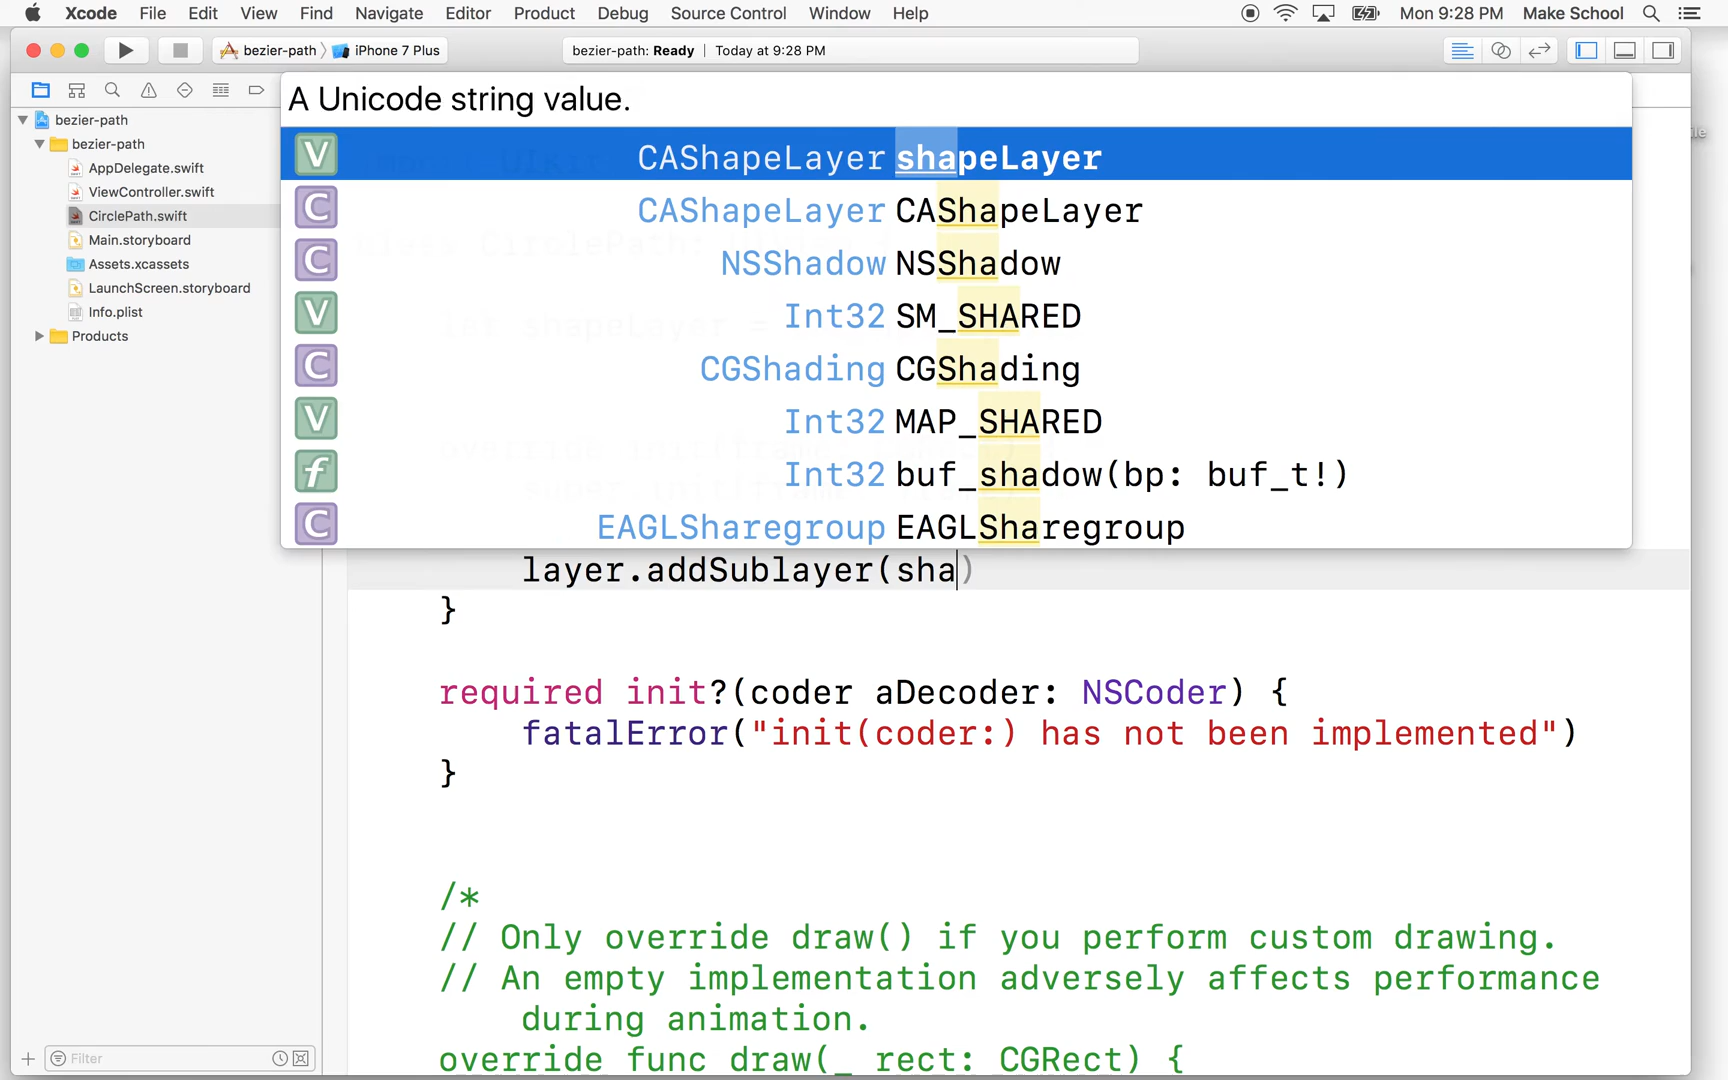 Xcode File Edit View Find Navigate Editor Product Debug Source Control Window Help Mon 9:28 PM Make School
bezier-path iPhone 7 Plus bezier-path: Ready | Today at 9:28 PM
A Unicode string value.
V CAShapeLayer shapeLayer
C CAShapeLayer CAShapeLayer
C NSShadow NSShadow
V Int32 SM_SHARED
C CGShading CGShading
V Int32 MAP_SHARED
f Int32 buf_shadow(bp: buf_t!)
C EAGLSharegroup EAGLSharegroup
bezier-path
bezier-path
AppDelegate.swift
ViewController.swift
CirclePath.swift
Main.storyboard
Assets.xcassets
LaunchScreen.storyboard
Info.plist
Products
layer.addSublayer(sha)
}
required init?(coder aDecoder: NSCoder) {
fatalError("init(coder:) has not been implemented")
}
/*
// Only override draw() if you perform custom drawing.
// An empty implementation adversely affects performance
during animation.
override func draw(_ rect: CGRect) {
Filter